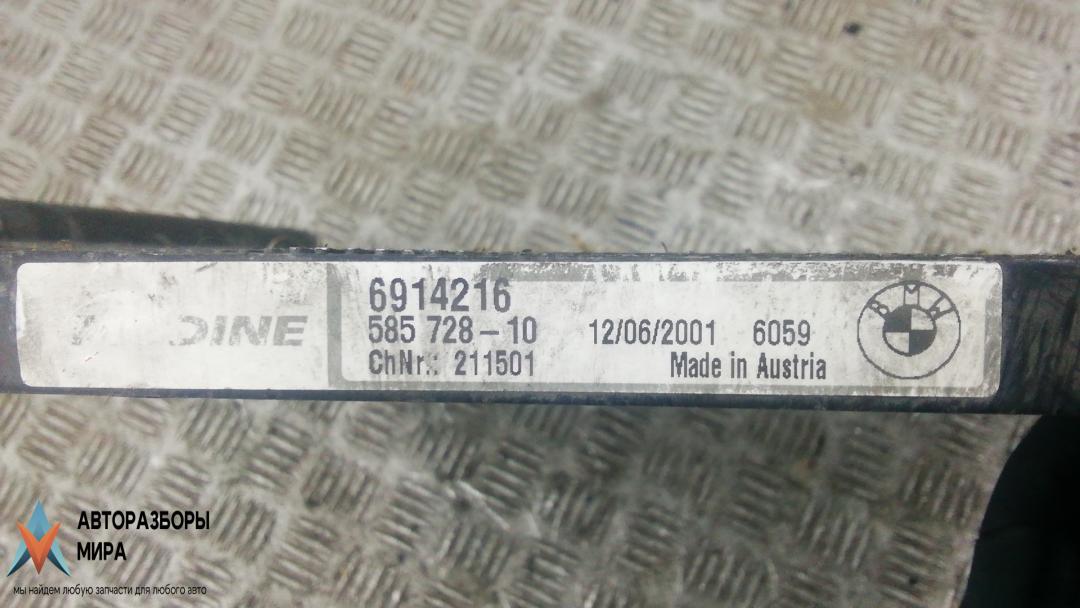 6914216
585 728-10 12/06/2001 6059
ChNr.: 211501 Made in Austria
BMW
АВТОРАЗБОРЫ
МИРА
мы найдем любую запчасти для любого авто